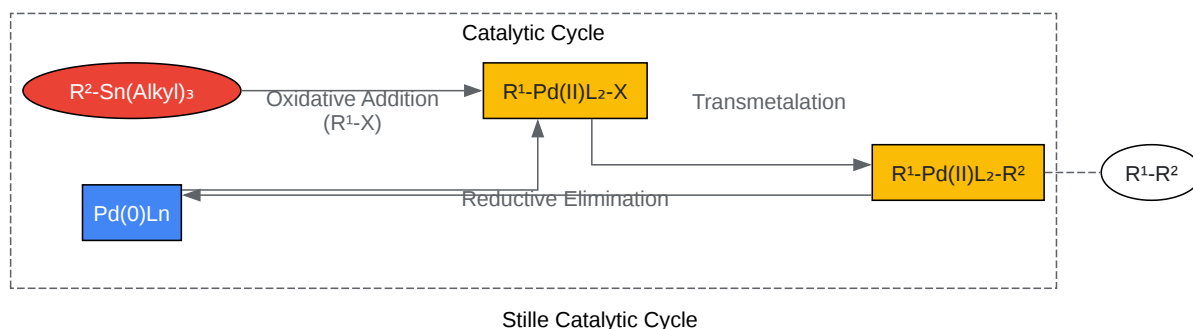 Catalytic Cycle
R²-Sn(Alkyl)₃
Oxidative Addition
(R¹-X)
R¹-Pd(II)L₂-X
Transmetalation
R¹-Pd(II)L₂-R²
R¹-R²
Pd(0)Ln
Reductive Elimination
Stille Catalytic Cycle